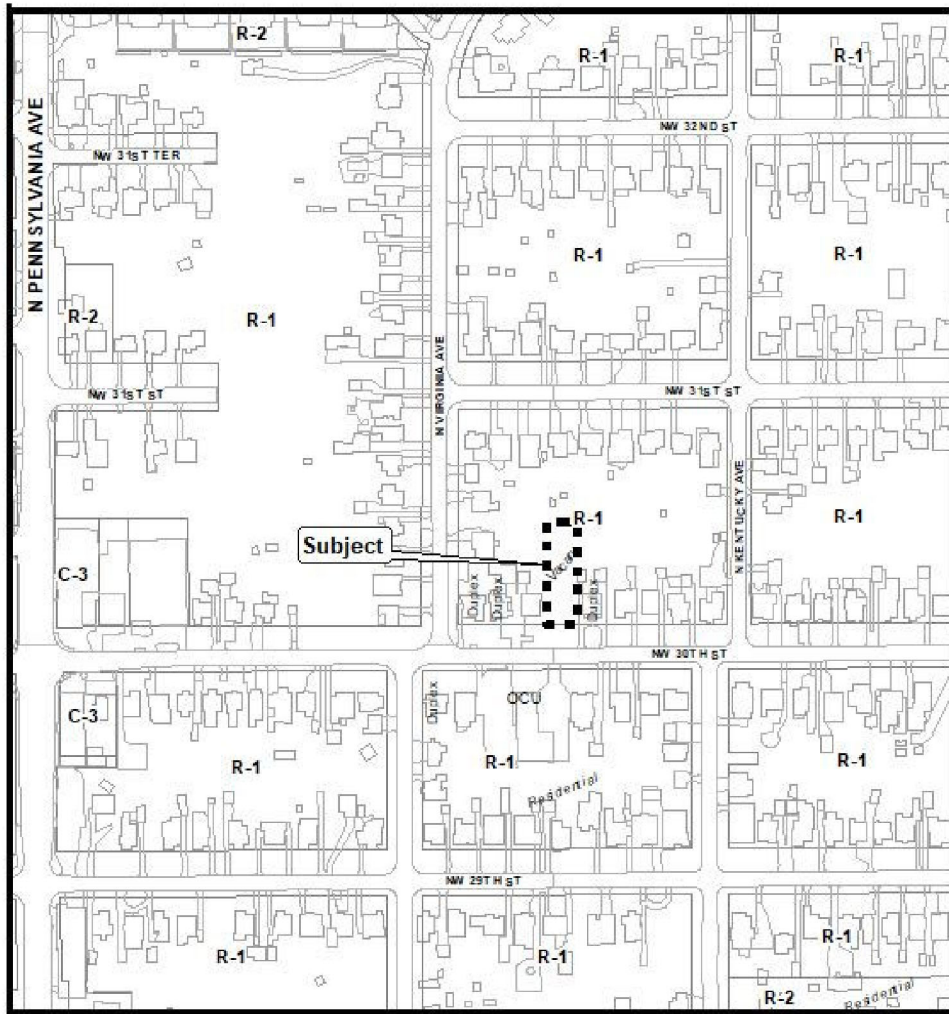 R-2
R-1
R-1
N PENNSYLVANIA AVE
NW 32ND ST
NW 31ST TER
R-1
R-1
R-2
R-1
N VIRGINIA AVE
NW 31ST ST
NW 31ST ST
N KENTUCKY AVE
R-1
R-1
Subject
C-3
Duplex
Duplex
Duplex
NW 30TH ST
Duplex
OCU
C-3
R-1
R-1
R-1
Residential
NW 29TH ST
R-1
R-1
R-1
R-2
Residential